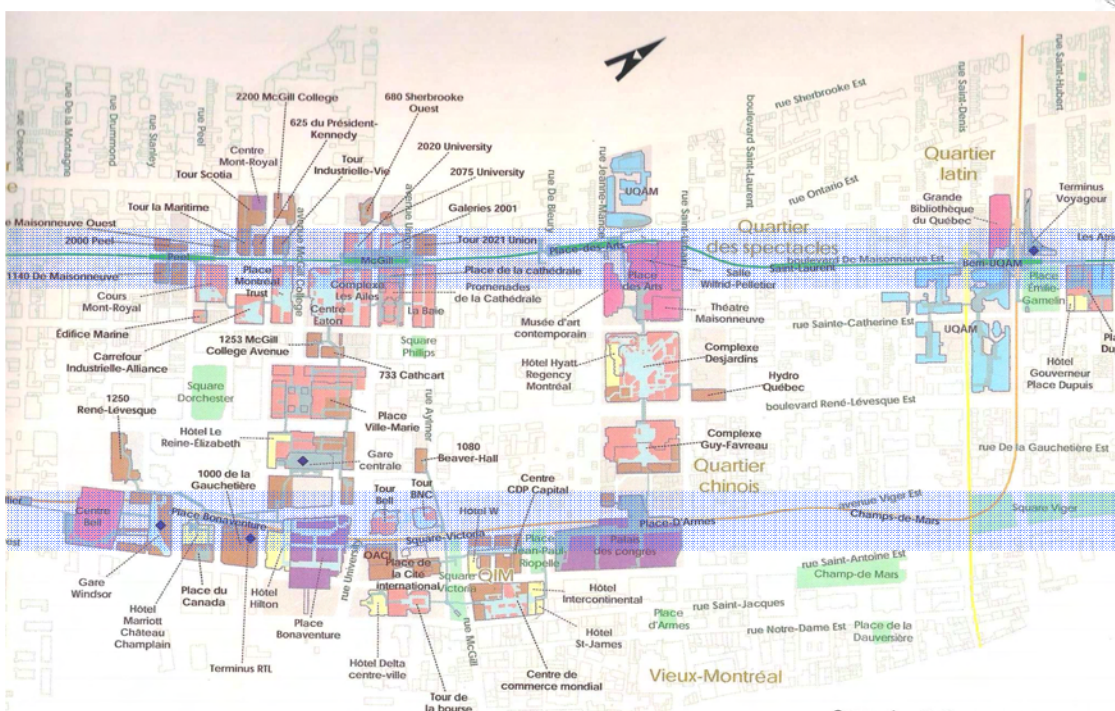 2200 McGill College
680 Sherbrooke
Ouest
625 du Président-
Kennedy
2020 University
Centre
Mont-Royal
Tour
Industrielle-Vie
2075 University
Tour Scotia
Galeries 2001
Tour la Maritime
e Maisonneuve Ouest
2000 Peel
Peel
McGill
Tour 2021 Union
1140 De Maisonneuve
Place
Montréal
Trust
Place de la cathédrale
Complexe
Les Ailes
Promenades
de la Cathédrale
Cours
Mont-Royal
Centre
Eaton
La Baie
Édifice Marine
Carrefour
Industrielle-Alliance
1253 McGill
College Avenue
Square
Philips
733 Cathcart
Square
Dorchester
1250
René-Lévesque
Place
Ville-Marie
Hôtel Le
Reine-Élizabeth
Gare
centrale
1080
Beaver-Hall
1000 de la
Gauchetière
Tour
Bell
Tour
BNC
Centre
CDP Capital
Centre
Bell
Place Bonaventure
Hôtel W
Square-Victoria
OACI
Place de
la Cité
international
Square
Victoria
QIM
Place
Jean-Paul-
Riopelle
Palais
des congrès
Place-D'Armes
Gare
Windsor
Hôtel
Marriott
Château
Champlain
Place du
Canada
Hôtel
Hilton
Place
Bonaventure
Terminus RTL
Hôtel Delta
centre-ville
Tour de
la bourse
Centre de
commerce mondial
Hôtel
Intercontinental
Hôtel
St-James
rue Crescent
rue De la Montagne
rue Drummond
rue Stanley
rue Peel
avenue McGill College
avenue Union
rue De Bleury
rue Jeanne-Mance
boulevard Saint-Laurent
rue Saint-Denis
rue Saint-Hubert
rue Aylmer
rue McGill
rue Sherbrooke Est
rue Ontario Est
UQAM
Quartier
latin
Grande
Bibliothèque
du Québec
Terminus
Voyageur
Quartier
des spectacles
Place-des-Arts
boulevard De Maisonneuve Est
Saint-Laurent
Berri-UQAM
Place
des Arts
Salle
Wilfrid-Pelletier
Place
Émilie-
Gamelin
Musée d'art
contemporain
Théatre
Maisonneuve
rue Sainte-Catherine Est
UQAM
Hôtel
Gouverneur
Place Dupuis
Hôtel Hyatt
Regency
Montréal
Complexe
Desjardins
Hydro
Québec
boulevard René-Lévesque Est
Complexe
Guy-Favreau
rue De la Gauchetière Est
Quartier
chinois
avenue Viger Est
Champs-de-Mars
Square Viger
rue Saint-Antoine Est
Champ-de Mars
rue Saint-Jacques
Place
d'Armes
rue Notre-Dame Est
Place de la
Dauversière
Vieux-Montréal